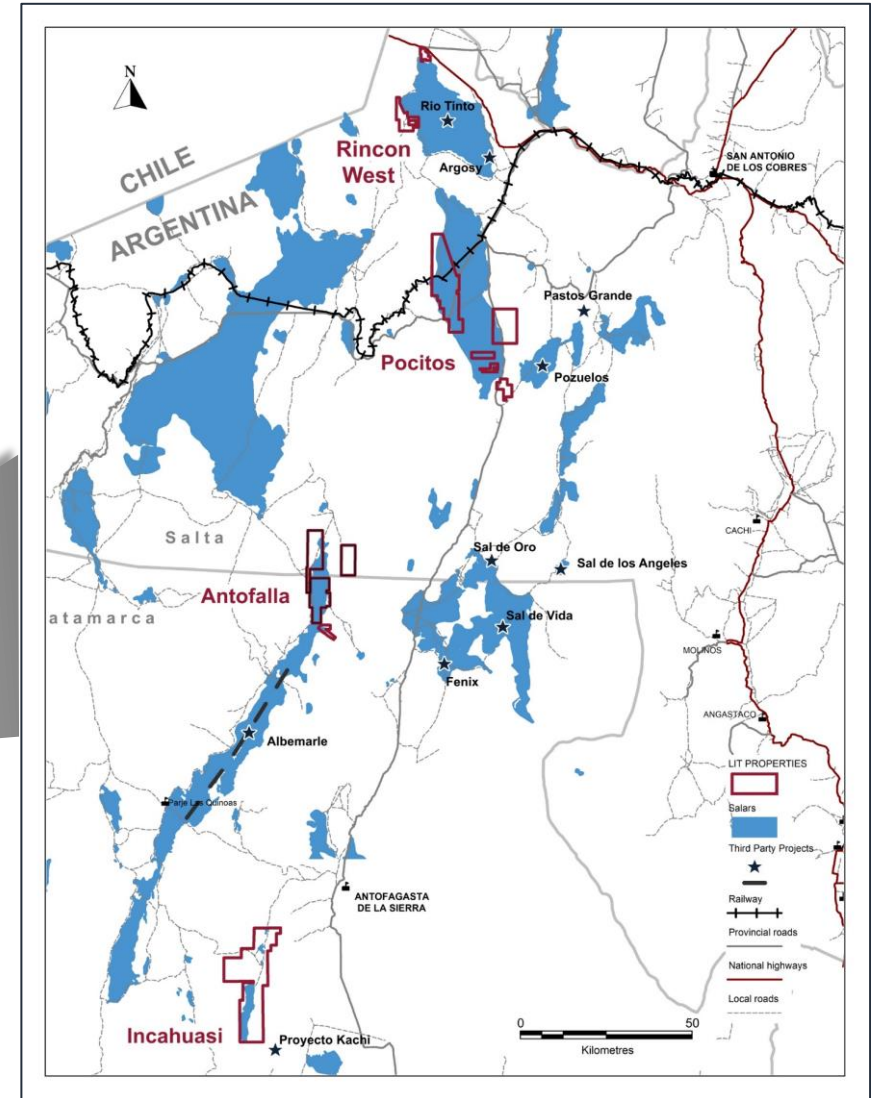 N
CHILE
ARGENTINA
Rio Tinto
Rincon
West
Argosy
SAN ANTONIO
DE LOS COBRES
Pastos Grande
Pocitos
Pozuelos
Salta
CACHI
Sal de Oro
Sal de los Angeles
Antofalla
atamarca
Sal de Vida
MOLINOS
Fenix
ANGASTACO
Albemarle
LIT PROPERTIES
Salars
Parje Las Quinoas
Third Party Projects
ANTOFAGASTA
DE LA SIERRA
Railway
Provincial roads
National highways
Local roads
Incahuasi
Proyecto Kachi
0 50
Kilometres